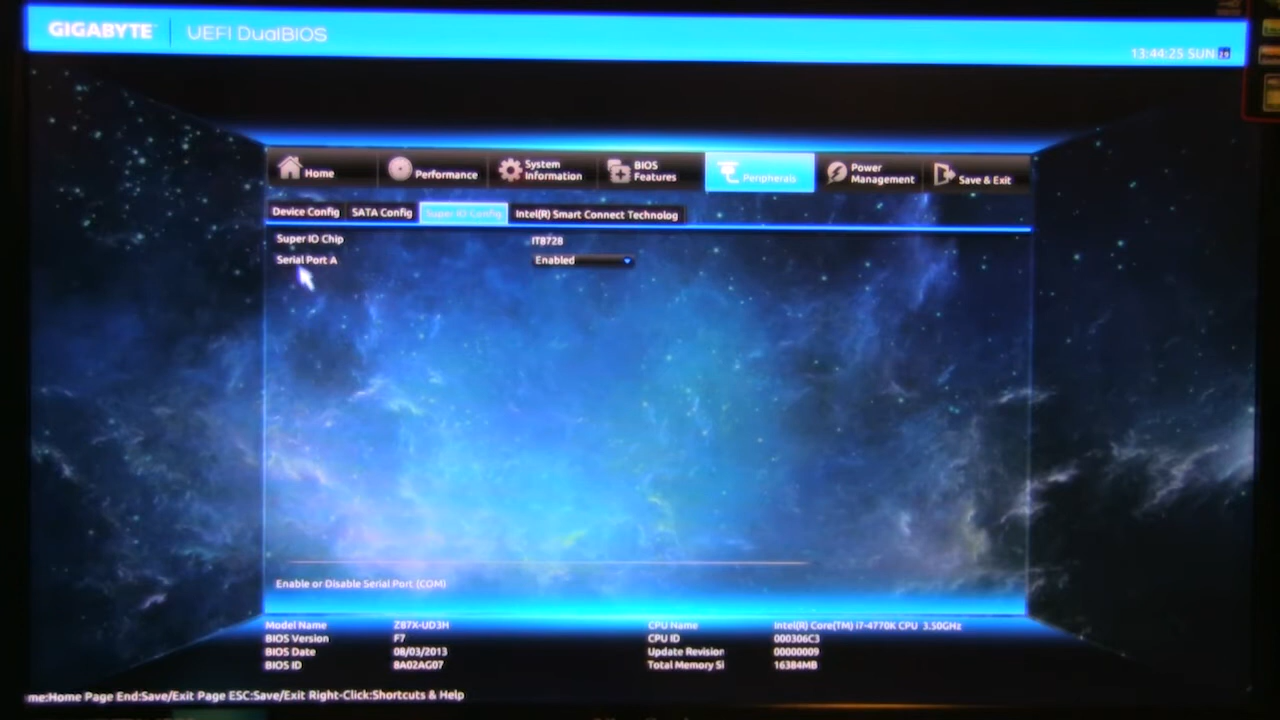 GIGABYTE UEFI DualBIOS
13:44:25 SUN
Home Performance System Information BIOS Features Peripherals Power Management Save & Exit
Device Config SATA Config Super IO Config Intel(R) Smart Connect Technolog
Super IO Chip IT8728
Serial Port A Enabled
Enable or Disable Serial Port (COM)
Model Name Z87X-UD3H CPU Name Intel(R) Core(TM) i7-4770K CPU 3.50GHz
BIOS Version F7 CPU ID 000306C3
BIOS Date 08/03/2013 Update Revision 00000009
BIOS ID 8A02AG07 Total Memory Si 16384MB
me:Home Page End:Save/Exit Page ESC:Save/Exit Right-Click:Shortcuts & Help